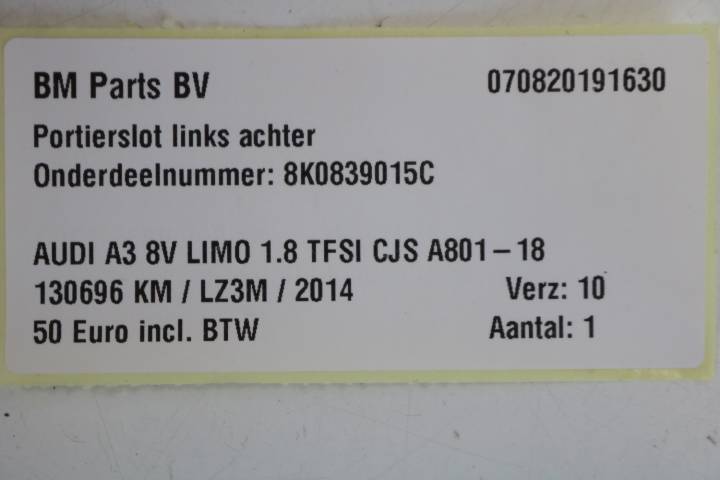 BM Parts BV 070820191630
Portierslot links achter
Onderdeelnummer: 8K0839015C
AUDI A3 8V LIMO 1.8 TFSI CJS A801-18
130696 KM / LZ3M / 2014 Verz: 10
50 Euro incl. BTW Aantal: 1